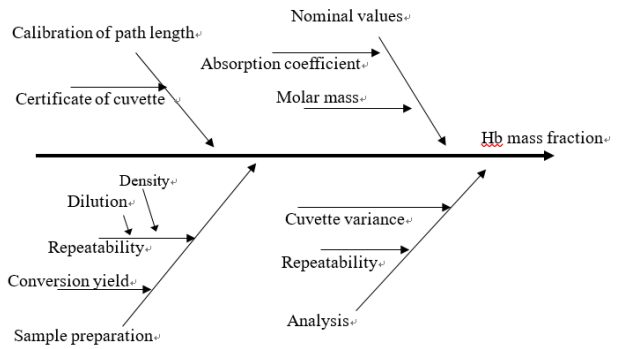 Nominal values
Calibration of path length
Absorption coefficient
Certificate of cuvette
Molar mass
Hb mass fraction
Density
Dilution
Cuvette variance
Repeatability
Repeatability
Conversion yield
Analysis
Sample preparation